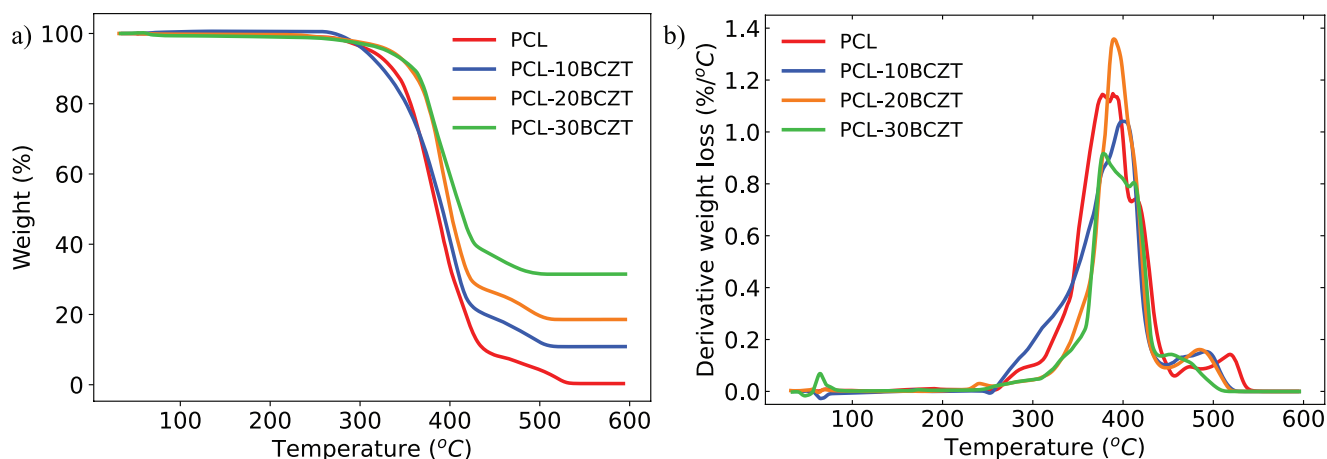 a)
100
80
60
40
20
0
Weight (%)
100 200 300 400 500 600
Temperature (°C)
PCL
PCL-10BCZT
PCL-20BCZT
PCL-30BCZT
b)
1.4
1.2
1.0
0.8
0.6
0.4
0.2
0.0
Derivative weight loss (%/°C)
100 200 300 400 500 600
Temperature (°C)
PCL
PCL-10BCZT
PCL-20BCZT
PCL-30BCZT